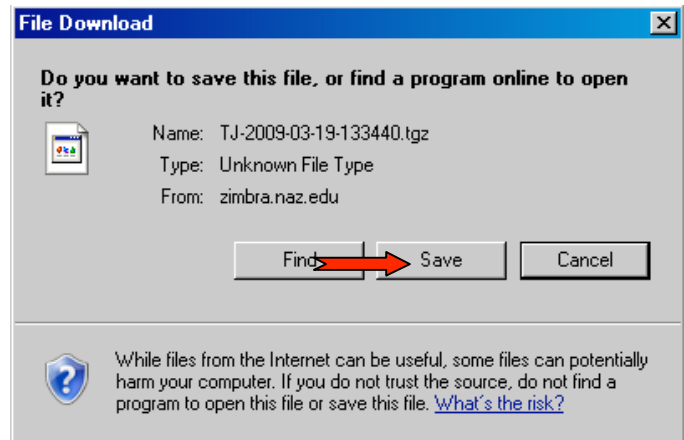 File Download
Do you want to save this file, or find a program online to open
it?
Name: TJ-2009-03-19-133440.tgz
Type: Unknown File Type
From: zimbra.naz.edu
Find Save Cancel
While files from the Internet can be useful, some files can potentially
harm your computer. If you do not trust the source, do not find a
program to open this file or save this file. What's the risk?